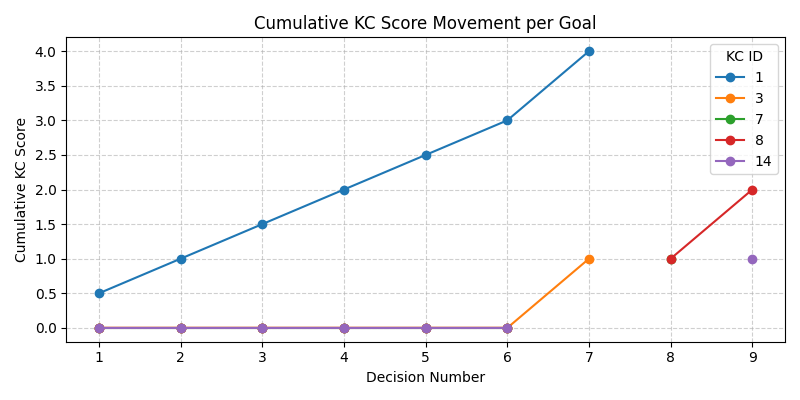 Cumulative KC Score Movement per Goal
Cumulative KC Score
4.0
3.5
3.0
2.5
2.0
1.5
1.0
0.5
0.0
KC ID
1
3
7
8
14
1 2 3 4 5 6 7 8 9
Decision Number